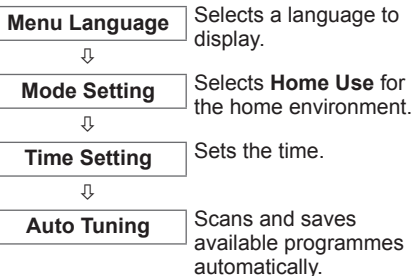 Menu Language
Selects a language to
display.
⇩
Mode Setting
Selects Home Use for
the home environment.
⇩
Time Setting
Sets the time.
⇩
Auto Tuning
Scans and saves
available programmes
automatically.